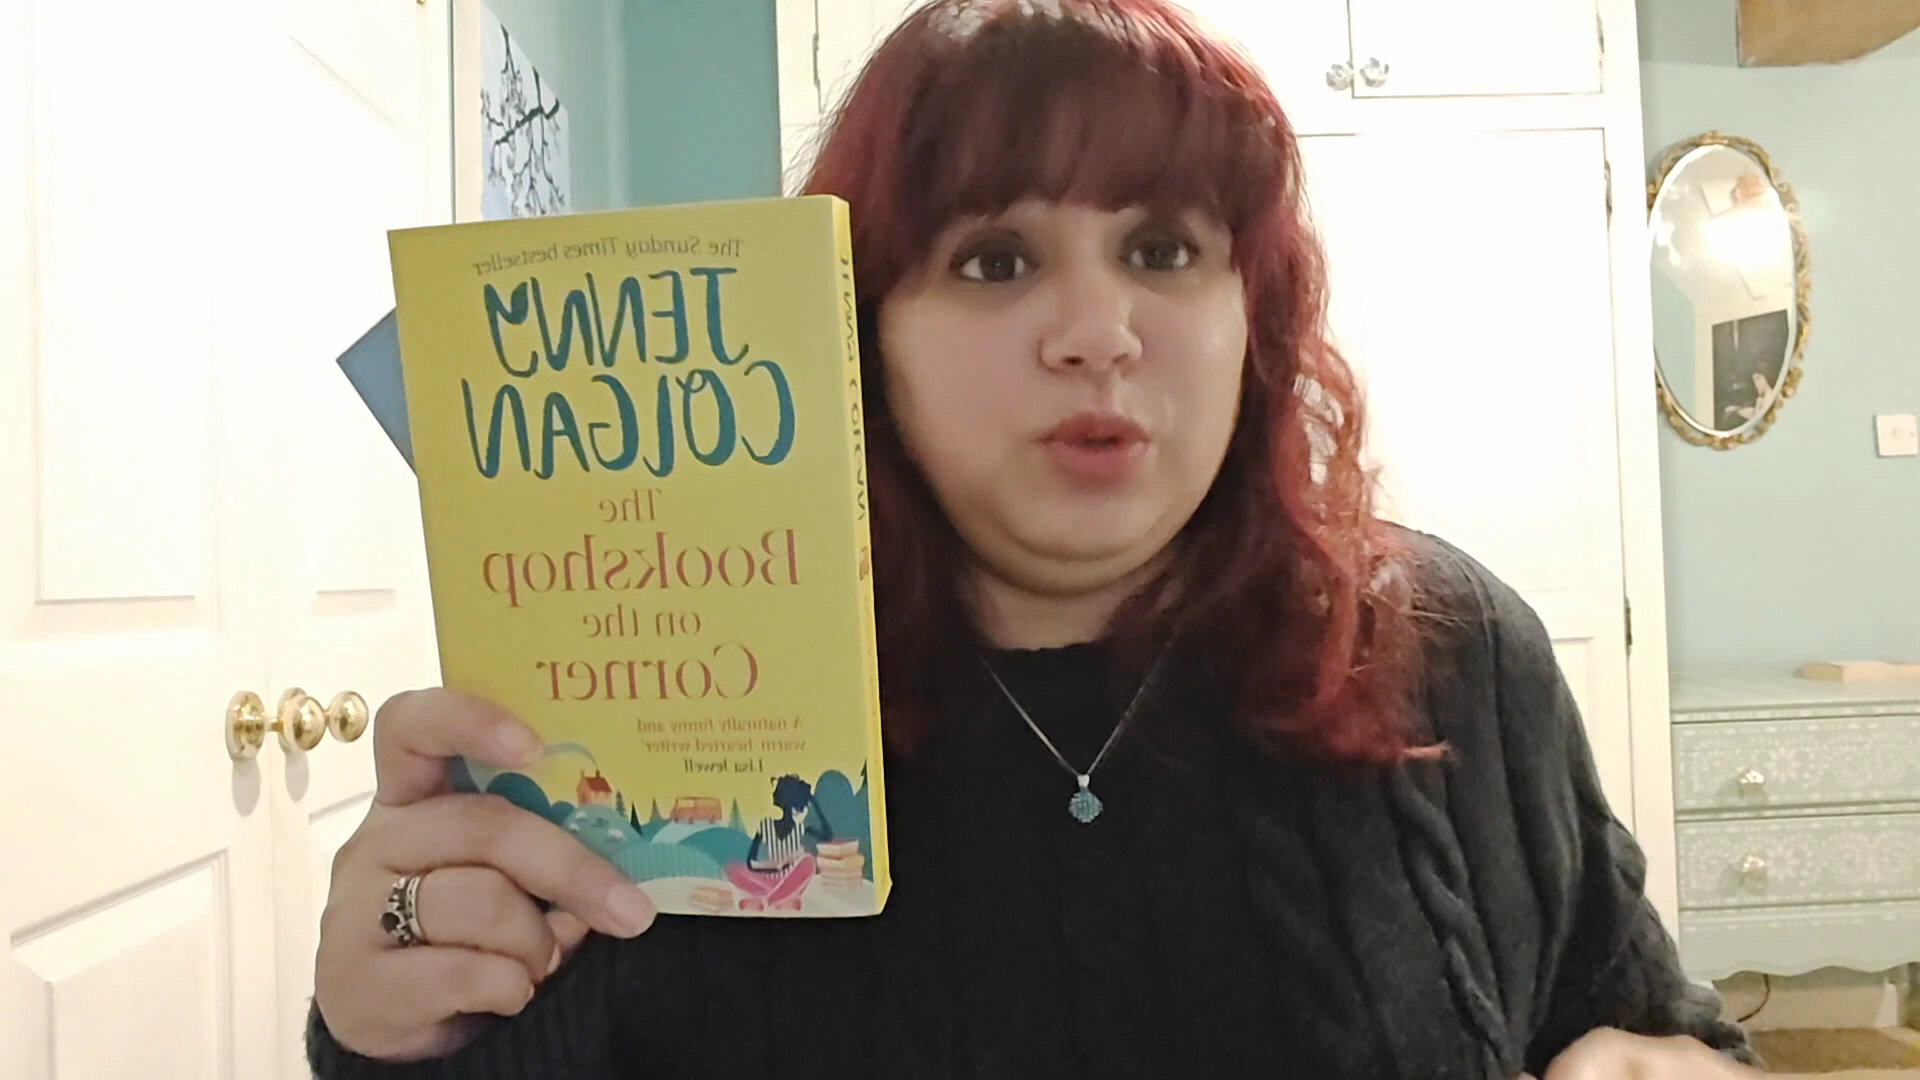 The Sunday Times bestseller
JENNY
COLGAN
The
Bookshop
on the
Corner
'A naturally funny and
warm-hearted writer'
Lisa Jewell
JENNY COLGAN